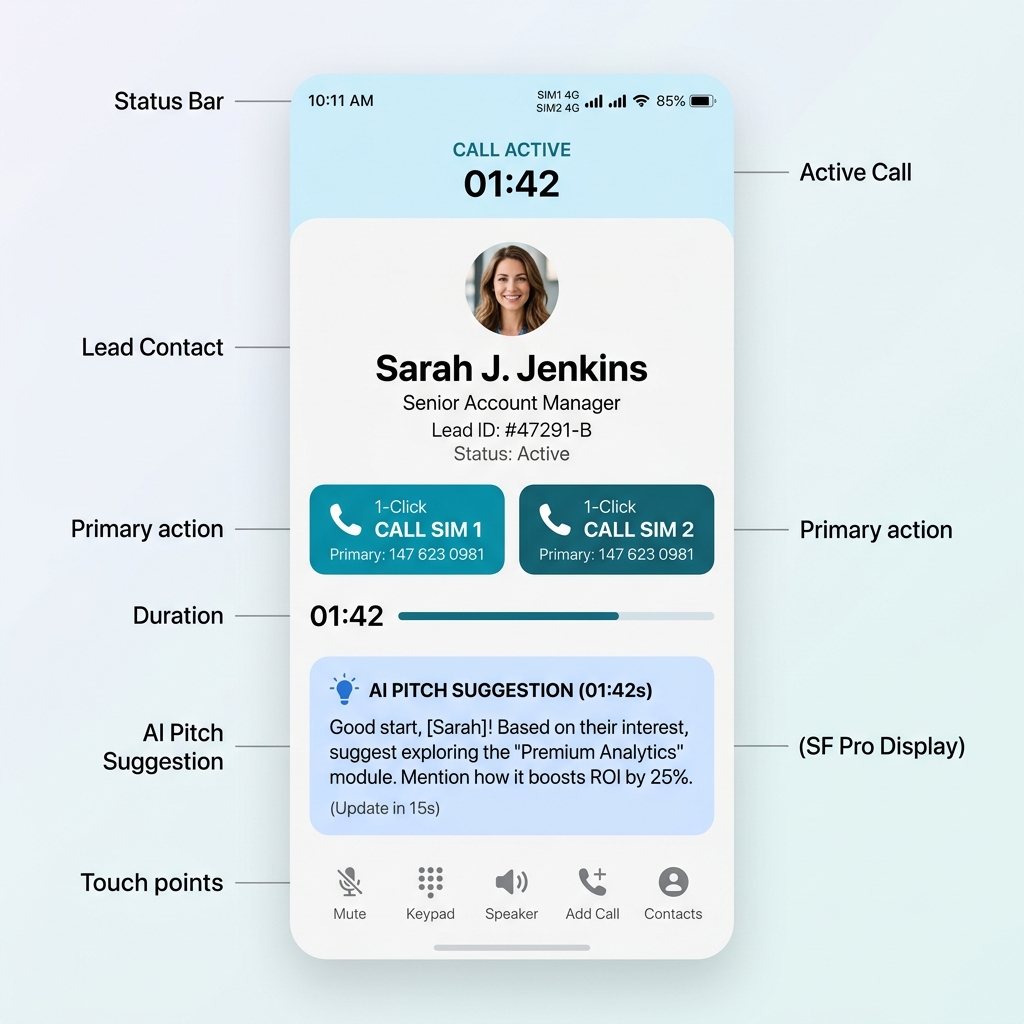 Status Bar
10:11 AM
SIM1 4G
SIM2 4G
85%
CALL ACTIVE
01:42
Active Call
Lead Contact
Sarah J. Jenkins
Senior Account Manager
Lead ID: #47291-B
Status: Active
Primary action
1-Click
CALL SIM 1
Primary: 147 623 0981
1-Click
CALL SIM 2
Primary: 147 623 0981
Primary action
Duration
01:42
AI Pitch
Suggestion
AI PITCH SUGGESTION (01:42s)
Good start, [Sarah]! Based on their interest,
suggest exploring the "Premium Analytics"
module. Mention how it boosts ROI by 25%.
(Update in 15s)
(SF Pro Display)
Touch points
Mute
Keypad
Speaker
Add Call
Contacts